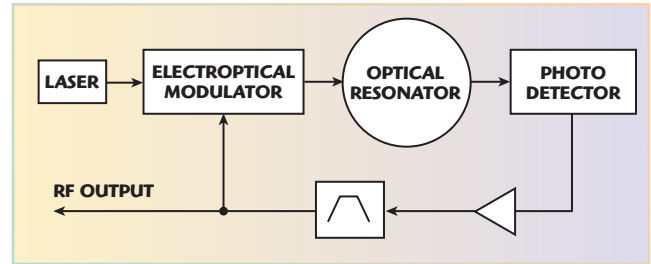 LASER
ELECTROPTICAL
MODULATOR
OPTICAL
RESONATOR
PHOTO
DETECTOR
RF OUTPUT